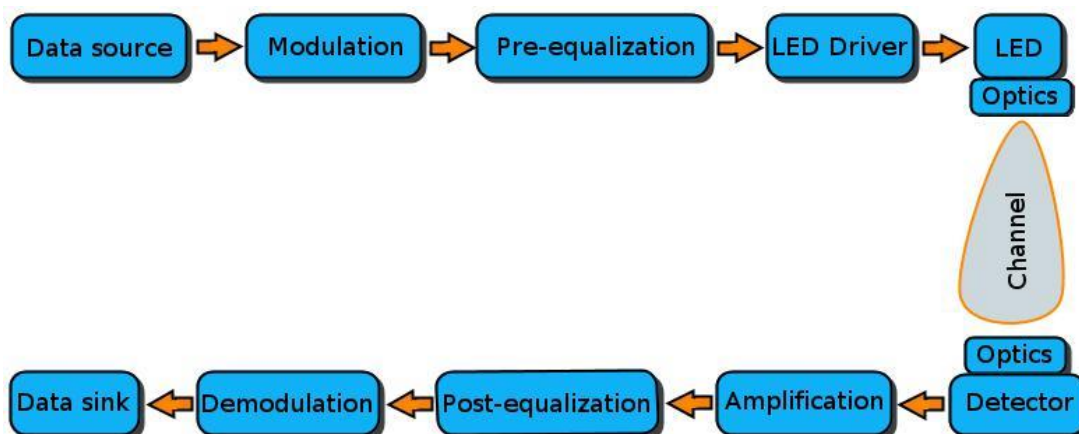 Data source
Modulation
Pre-equalization
LED Driver
LED
Optics
Channel
Optics
Detector
Amplification
Post-equalization
Demodulation
Data sink